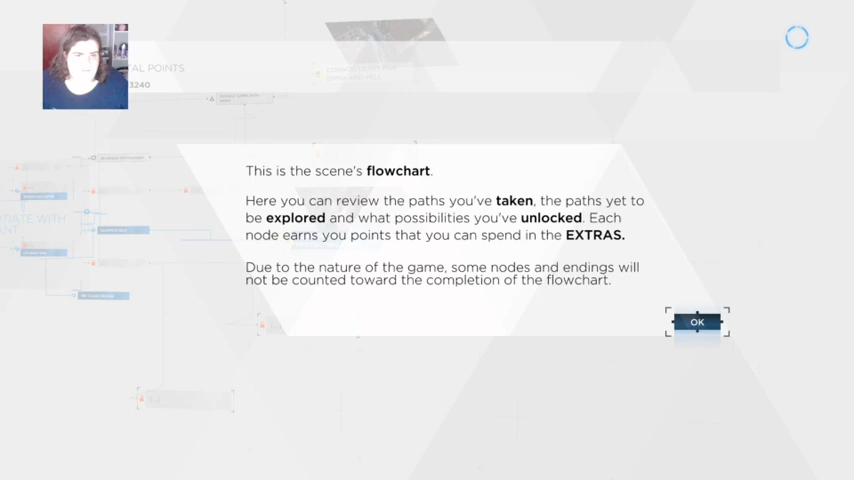 AL POINTS
3240
This is the scene's flowchart.
Here you can review the paths you've taken, the paths yet to
be explored and what possibilities you've unlocked. Each
node earns you points that you can spend in the EXTRAS.
Due to the nature of the game, some nodes and endings will
not be counted toward the completion of the flowchart.
OK